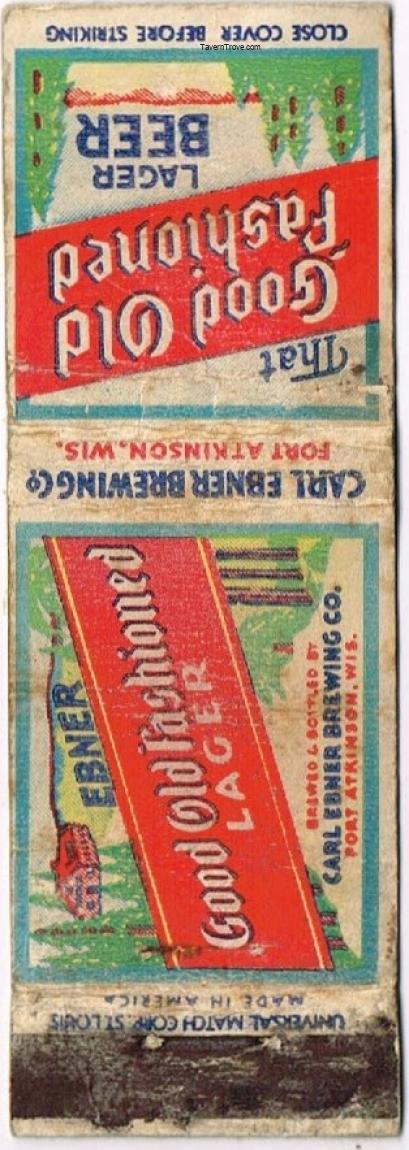 TavernTrove.com
CLOSE COVER BEFORE STRIKING
That
Good Old
Fashioned
LAGER
BEER
CARL EBNER BREWING Co
FORT ATKINSON, WIS.
EBNER
Good Old Fashioned
LAGER
BREWED & BOTTLED BY
CARL EBNER BREWING CO.
FORT ATKINSON, WIS.
UNIVERSAL MATCH CORP. ST. LOUIS
MADE IN AMERICA